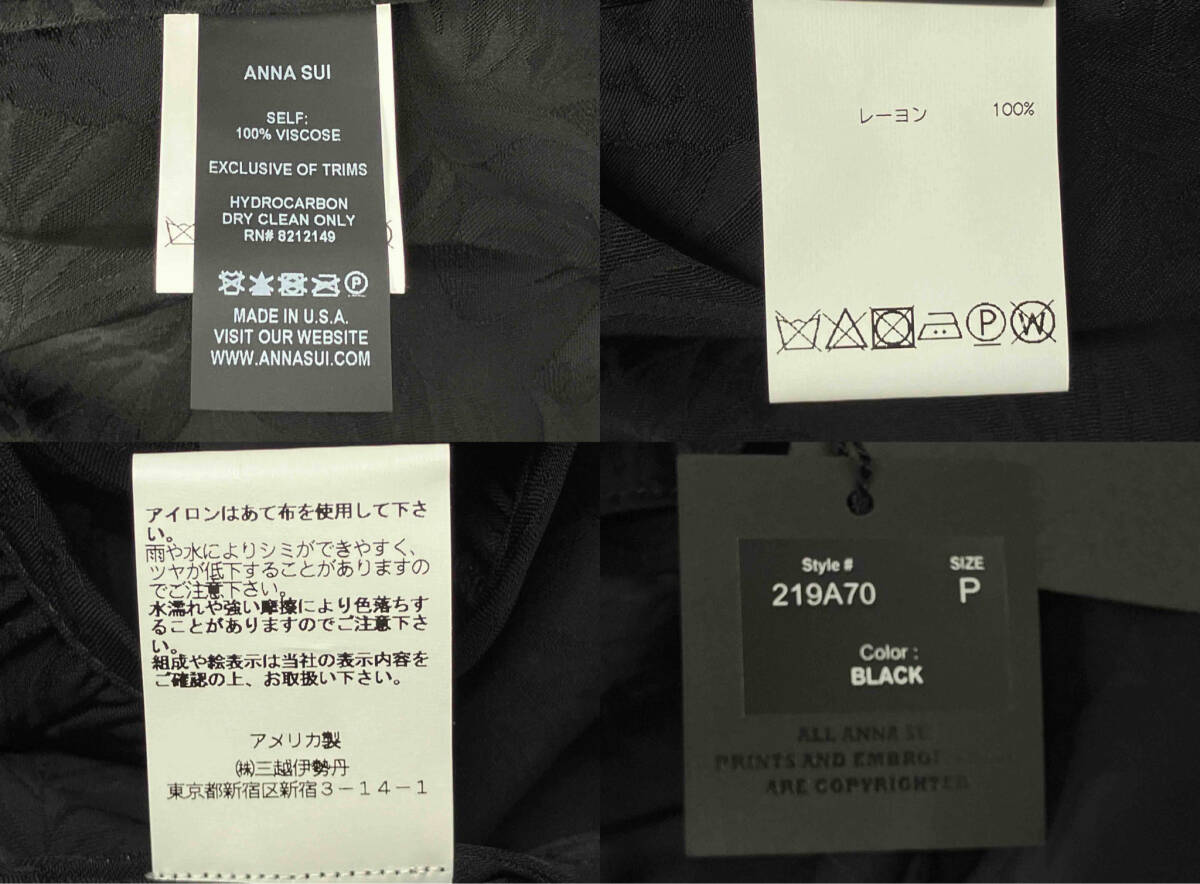 ANNA SUI
SELF:
100% VISCOSE
EXCLUSIVE OF TRIMS
HYDROCARBON
DRY CLEAN ONLY
RN# 8212149
P
MADE IN U.S.A.
VISIT OUR WEBSITE
WWW.ANNASUI.COM
レーヨン 100%
P W
アイロンはあて布を使用して下さ
い。
雨や水によりシミができやすく、
ツヤが低下することがありますの
でご注意下さい。
水濡れや強い摩擦により色落ちす
ることがありますのでご注意下さ
い。
組成や絵表示は当社の表示内容を
ご確認の上、お取扱い下さい。
アメリカ製
㈱三越伊勢丹
東京都新宿区新宿3-14-1
Style # SIZE
219A70 P
Color :
BLACK
ALL ANNA SUI
PRINTS AND
ARE COPYRIGHTED